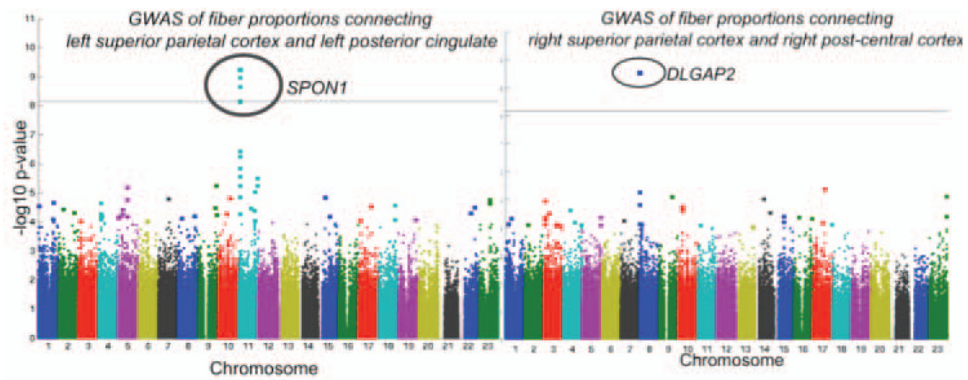 GWAS of fiber proportions connecting
left superior parietal cortex and left posterior cingulate
GWAS of fiber proportions connecting
right superior parietal cortex and right post-central cortex
11
10
9
8
7
6
5
4
3
2
1
0
-log10 p-value
SPON1
DLGAP2
1 2 3 4 5 6 7 8 9 10 11 12 13 14 15 16 17 18 19 20 21 22 23
Chromosome
1 2 3 4 5 6 7 8 9 10 11 12 13 14 15 16 17 18 19 20 21 22 23
Chromosome